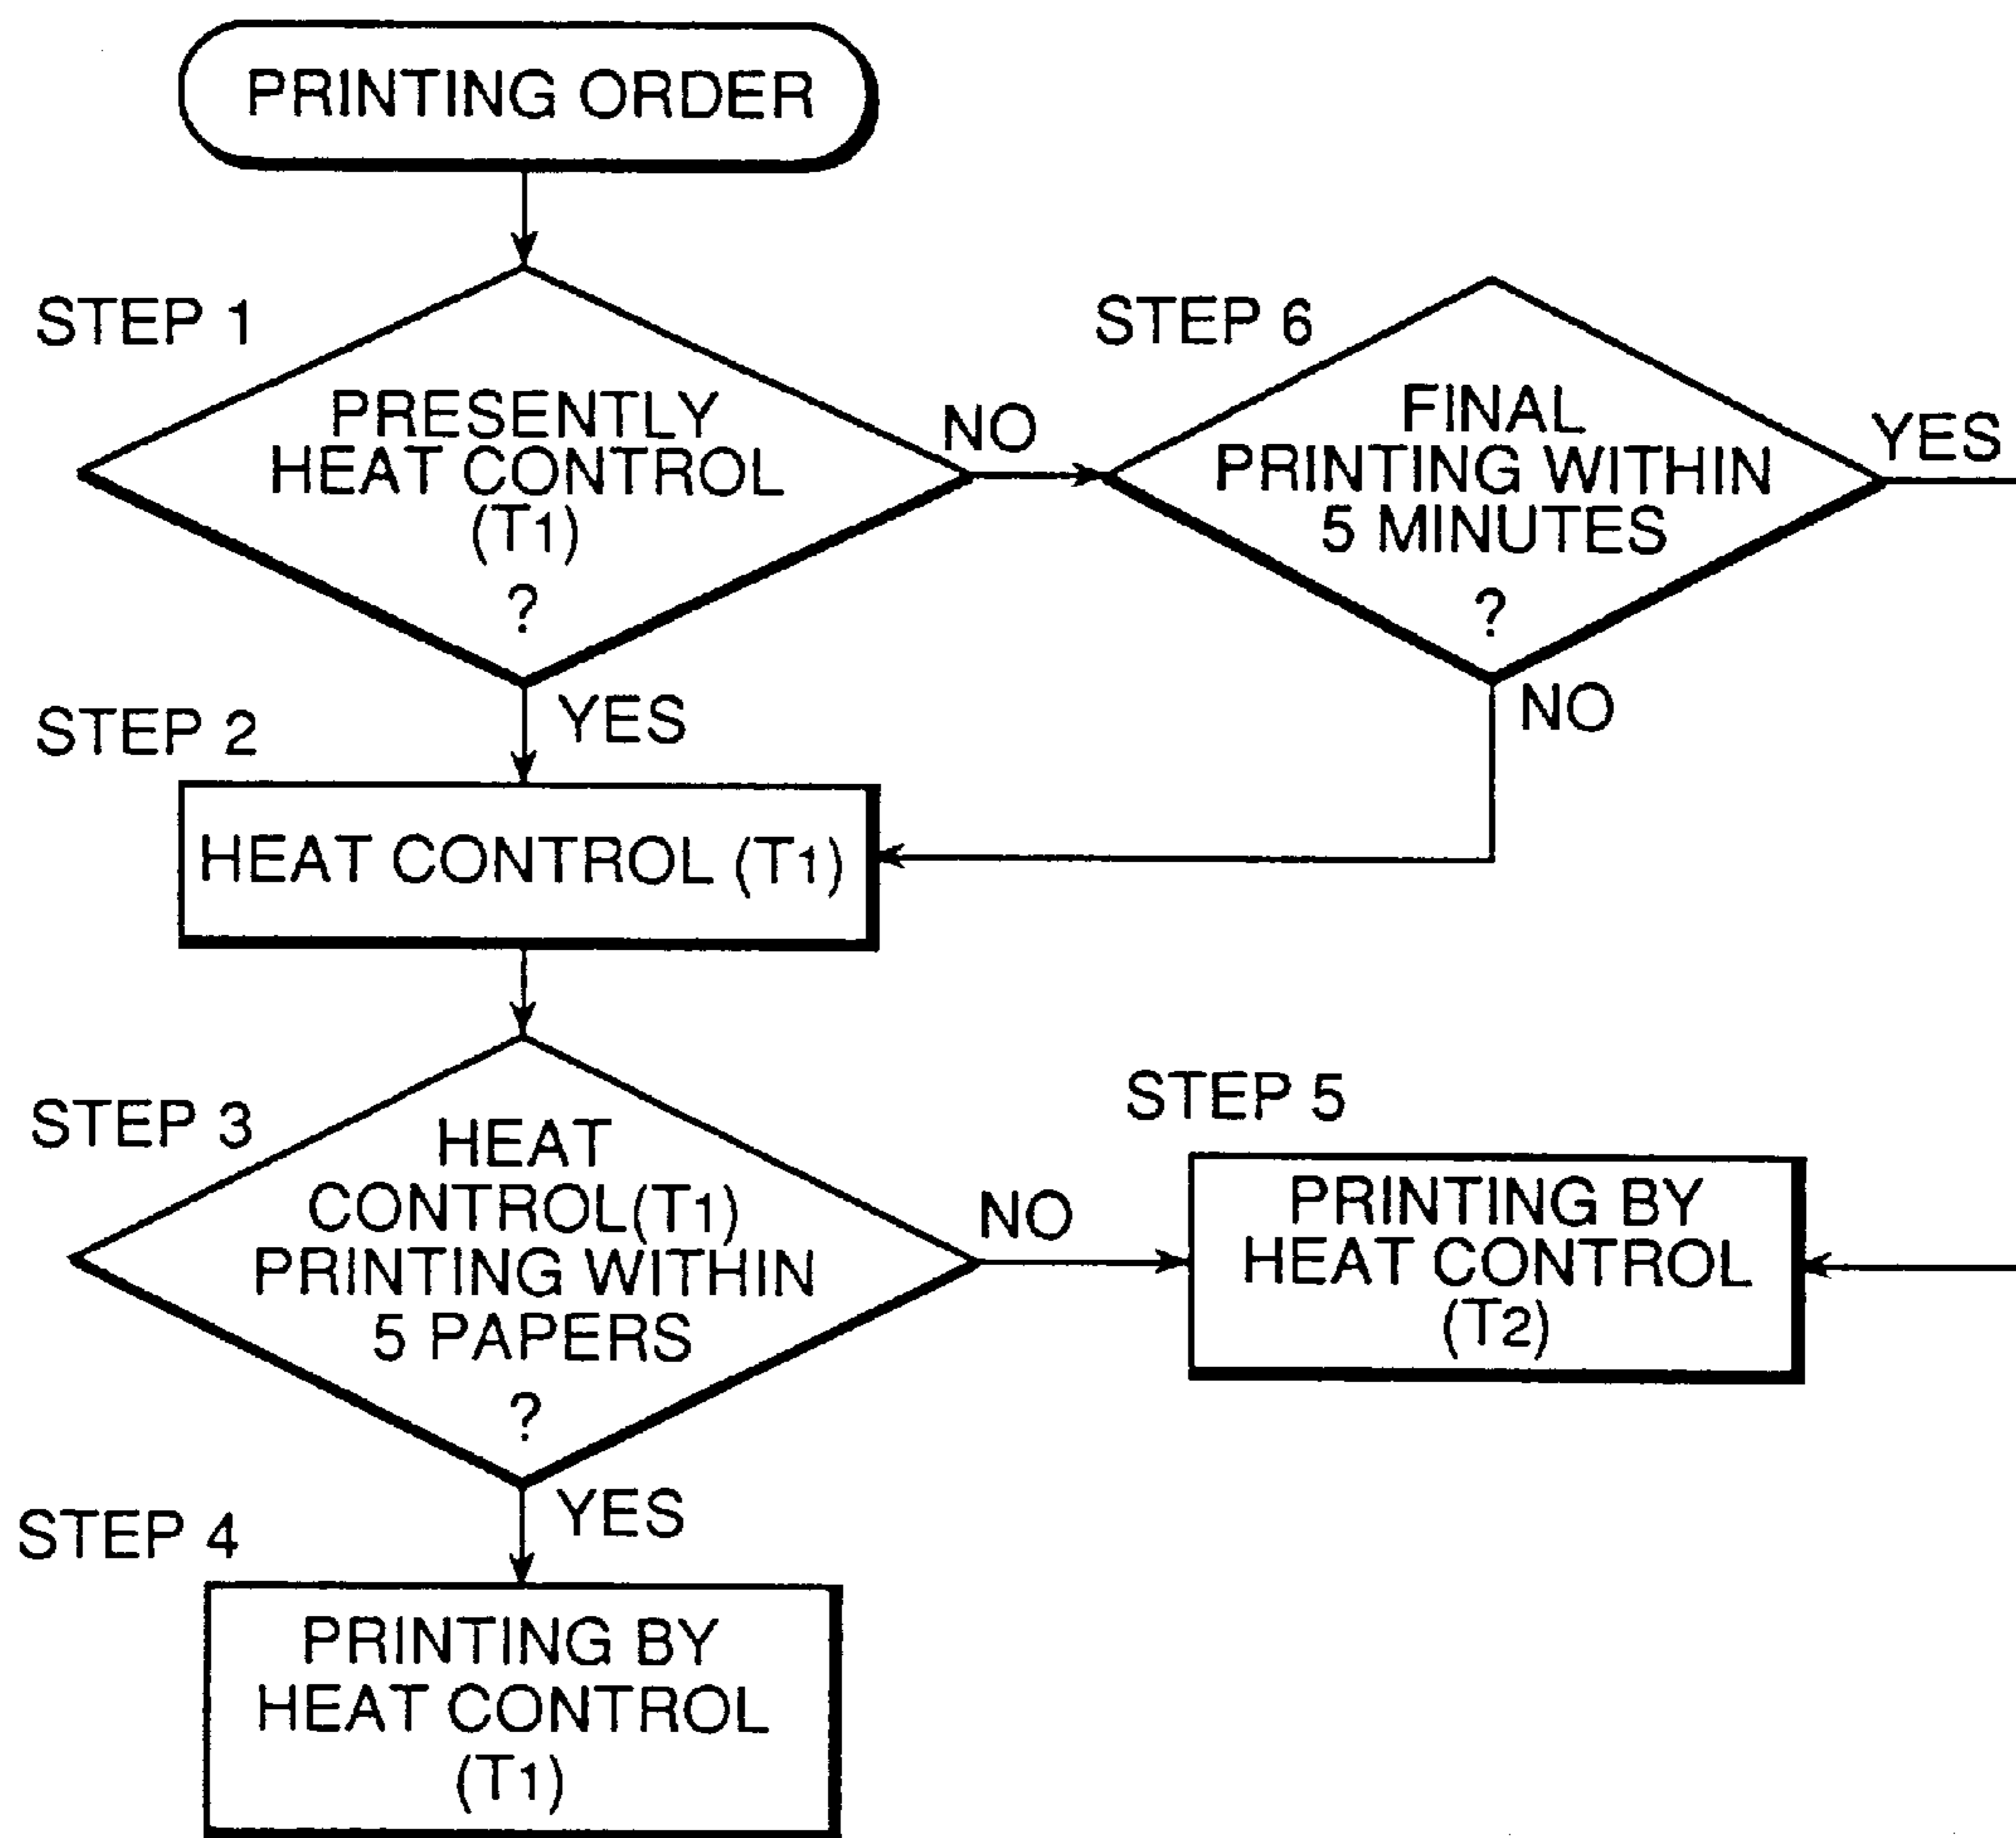 PRINTING ORDER
STEP 1
PRESENTLY
HEAT CONTROL
(T1)
?
NO
YES
STEP 6
FINAL
PRINTING WITHIN
5 MINUTES
?
YES
NO
STEP 2
HEAT CONTROL (T1)
STEP 3
HEAT
CONTROL(T1)
PRINTING WITHIN
5 PAPERS
?
NO
YES
STEP 5
PRINTING BY
HEAT CONTROL
(T2)
STEP 4
PRINTING BY
HEAT CONTROL
(T1)